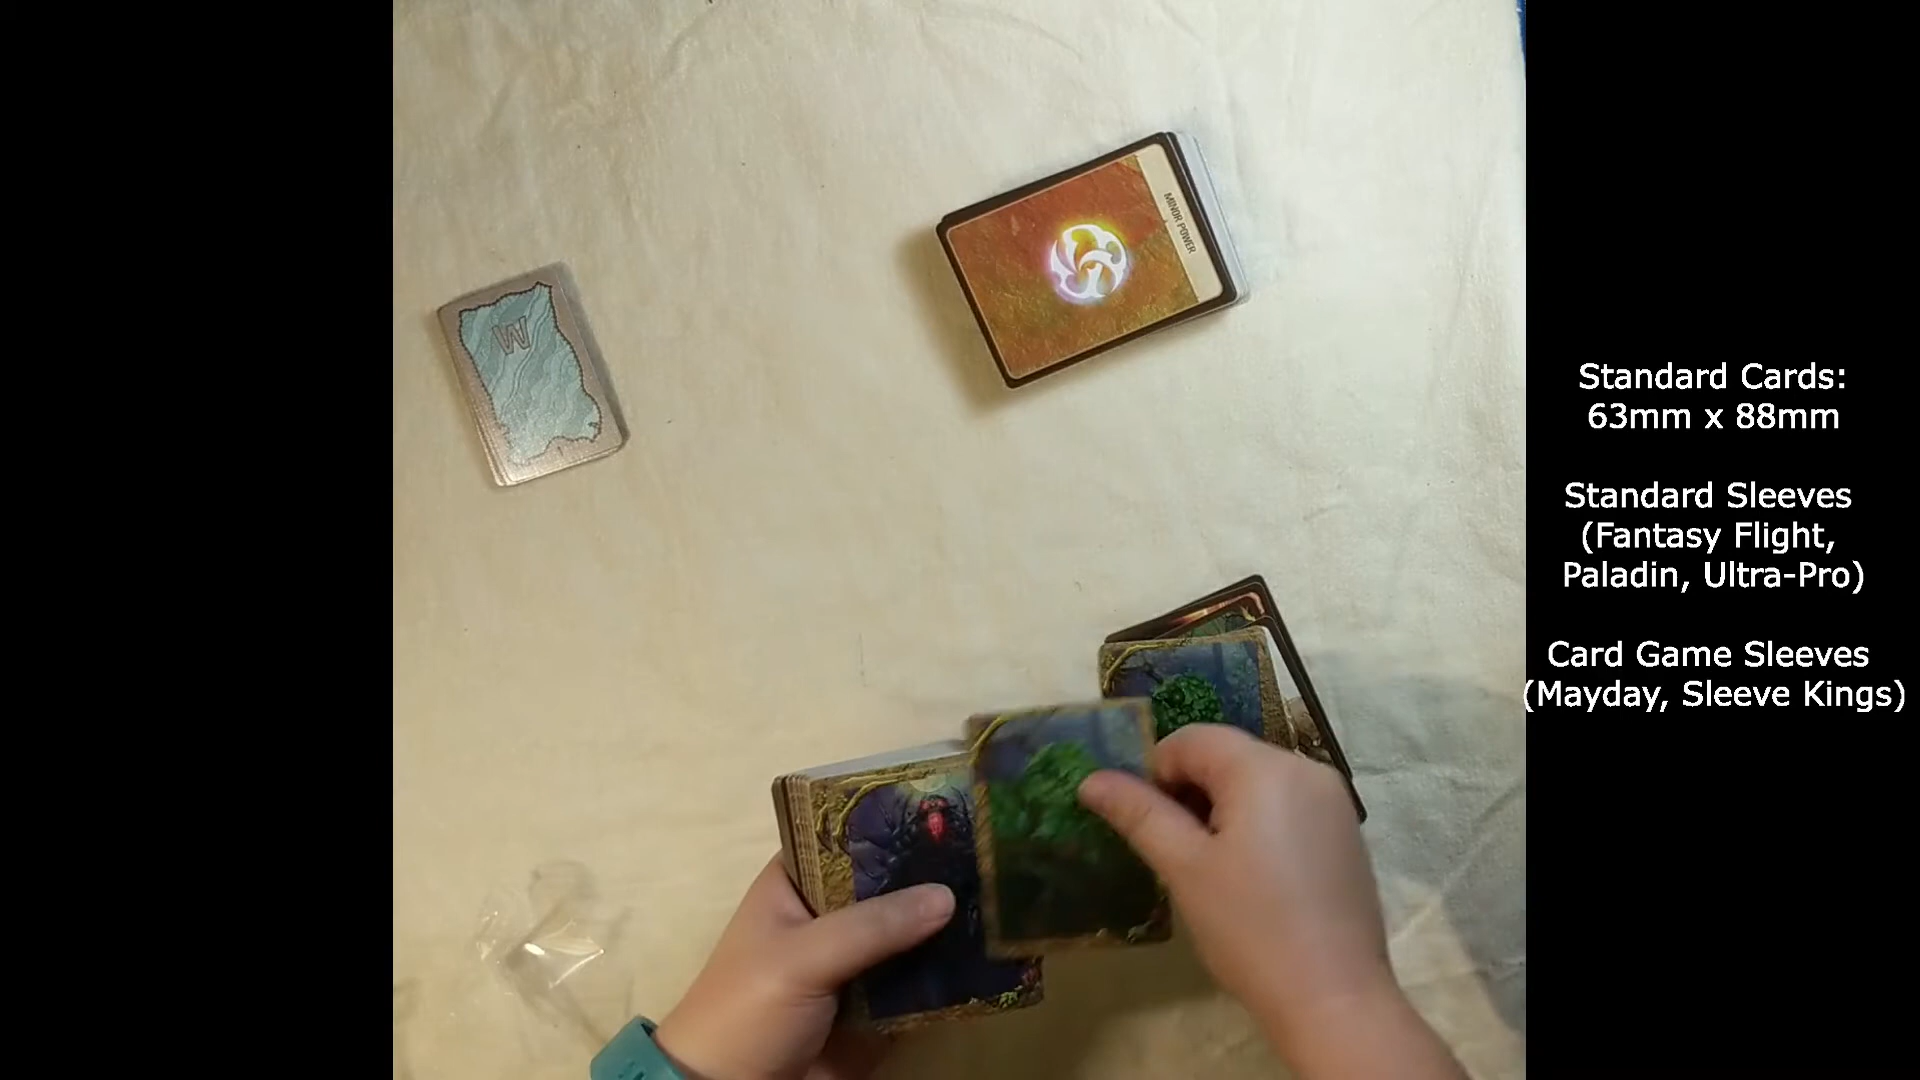 MINOR POWER
Standard Cards:
63mm x 88mm
Standard Sleeves
(Fantasy Flight,
Paladin, Ultra-Pro)
Card Game Sleeves
(Mayday, Sleeve Kings)